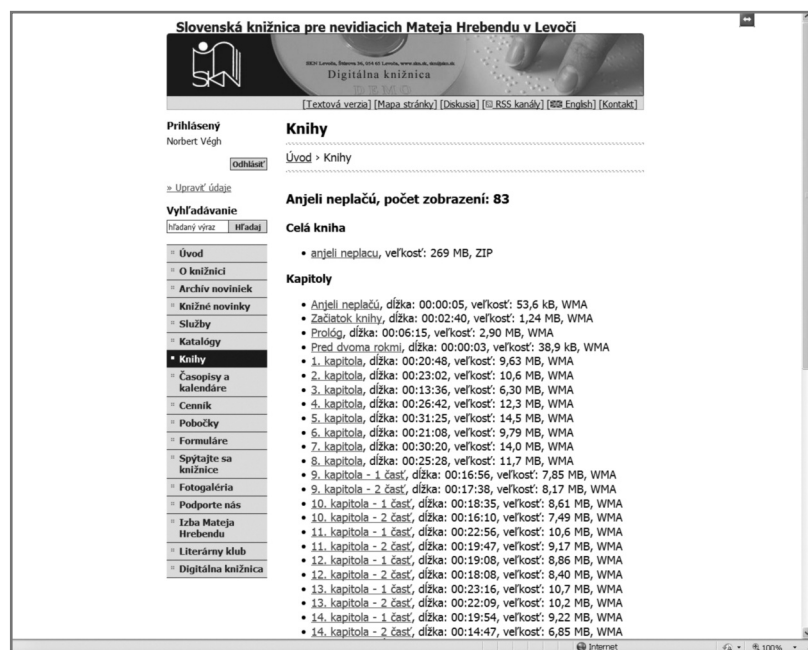 Slovenská knižnica pre nevidiacich Mateja Hrebendu v Levoči
SKN
Digitálna knižnica
DEMO
[Textová verzia] [Mapa stránky] [Diskusia] [RSS kanály] [English] [Kontakt]
Prihlásený
Norbert Végh
Odhlásiť
» Upraviť údaje
Vyhľadávanie
hľadaný výraz Hľadaj
Úvod
O knižnici
Archív noviniek
Knižné novinky
Služby
Katalógy
Knihy
Časopisy a
kalendáre
Cenník
Pobočky
Formuláre
Spýtajte sa
knižnice
Fotogaléria
Podporte nás
Izba Mateja
Hrebendu
Literárny klub
Digitálna knižnica
Knihy
Úvod › Knihy
Anjeli neplačú, počet zobrazení: 83
Celá kniha
• anjeli neplacu, veľkosť: 269 MB, ZIP
Kapitoly
• Anjeli neplačú, dĺžka: 00:00:05, veľkosť: 53,6 kB, WMA
• Začiatok knihy, dĺžka: 00:02:40, veľkosť: 1,24 MB, WMA
• Prológ, dĺžka: 00:06:15, veľkosť: 2,90 MB, WMA
• Pred dvoma rokmi, dĺžka: 00:00:03, veľkosť: 38,9 kB, WMA
• 1. kapitola, dĺžka: 00:20:48, veľkosť: 9,63 MB, WMA
• 2. kapitola, dĺžka: 00:23:02, veľkosť: 10,6 MB, WMA
• 3. kapitola, dĺžka: 00:13:36, veľkosť: 6,30 MB, WMA
• 4. kapitola, dĺžka: 00:26:42, veľkosť: 12,3 MB, WMA
• 5. kapitola, dĺžka: 00:31:25, veľkosť: 14,5 MB, WMA
• 6. kapitola, dĺžka: 00:21:08, veľkosť: 9,79 MB, WMA
• 7. kapitola, dĺžka: 00:30:20, veľkosť: 14,0 MB, WMA
• 8. kapitola, dĺžka: 00:25:28, veľkosť: 11,7 MB, WMA
• 9. kapitola - 1 časť, dĺžka: 00:16:56, veľkosť: 7,85 MB, WMA
• 9. kapitola - 2 časť, dĺžka: 00:17:38, veľkosť: 8,17 MB, WMA
• 10. kapitola - 1 časť, dĺžka: 00:18:35, veľkosť: 8,61 MB, WMA
• 10. kapitola - 2 časť, dĺžka: 00:16:10, veľkosť: 7,49 MB, WMA
• 11. kapitola - 1 časť, dĺžka: 00:22:56, veľkosť: 10,6 MB, WMA
• 11. kapitola - 2 časť, dĺžka: 00:19:47, veľkosť: 9,17 MB, WMA
• 12. kapitola - 1 časť, dĺžka: 00:19:08, veľkosť: 8,86 MB, WMA
• 12. kapitola - 2 časť, dĺžka: 00:18:08, veľkosť: 8,40 MB, WMA
• 13. kapitola - 1 časť, dĺžka: 00:23:16, veľkosť: 10,7 MB, WMA
• 13. kapitola - 2 časť, dĺžka: 00:22:09, veľkosť: 10,2 MB, WMA
• 14. kapitola - 1 časť, dĺžka: 00:19:54, veľkosť: 9,22 MB, WMA
• 14. kapitola - 2 časť, dĺžka: 00:14:47, veľkosť: 6,85 MB, WMA
Internet 100%